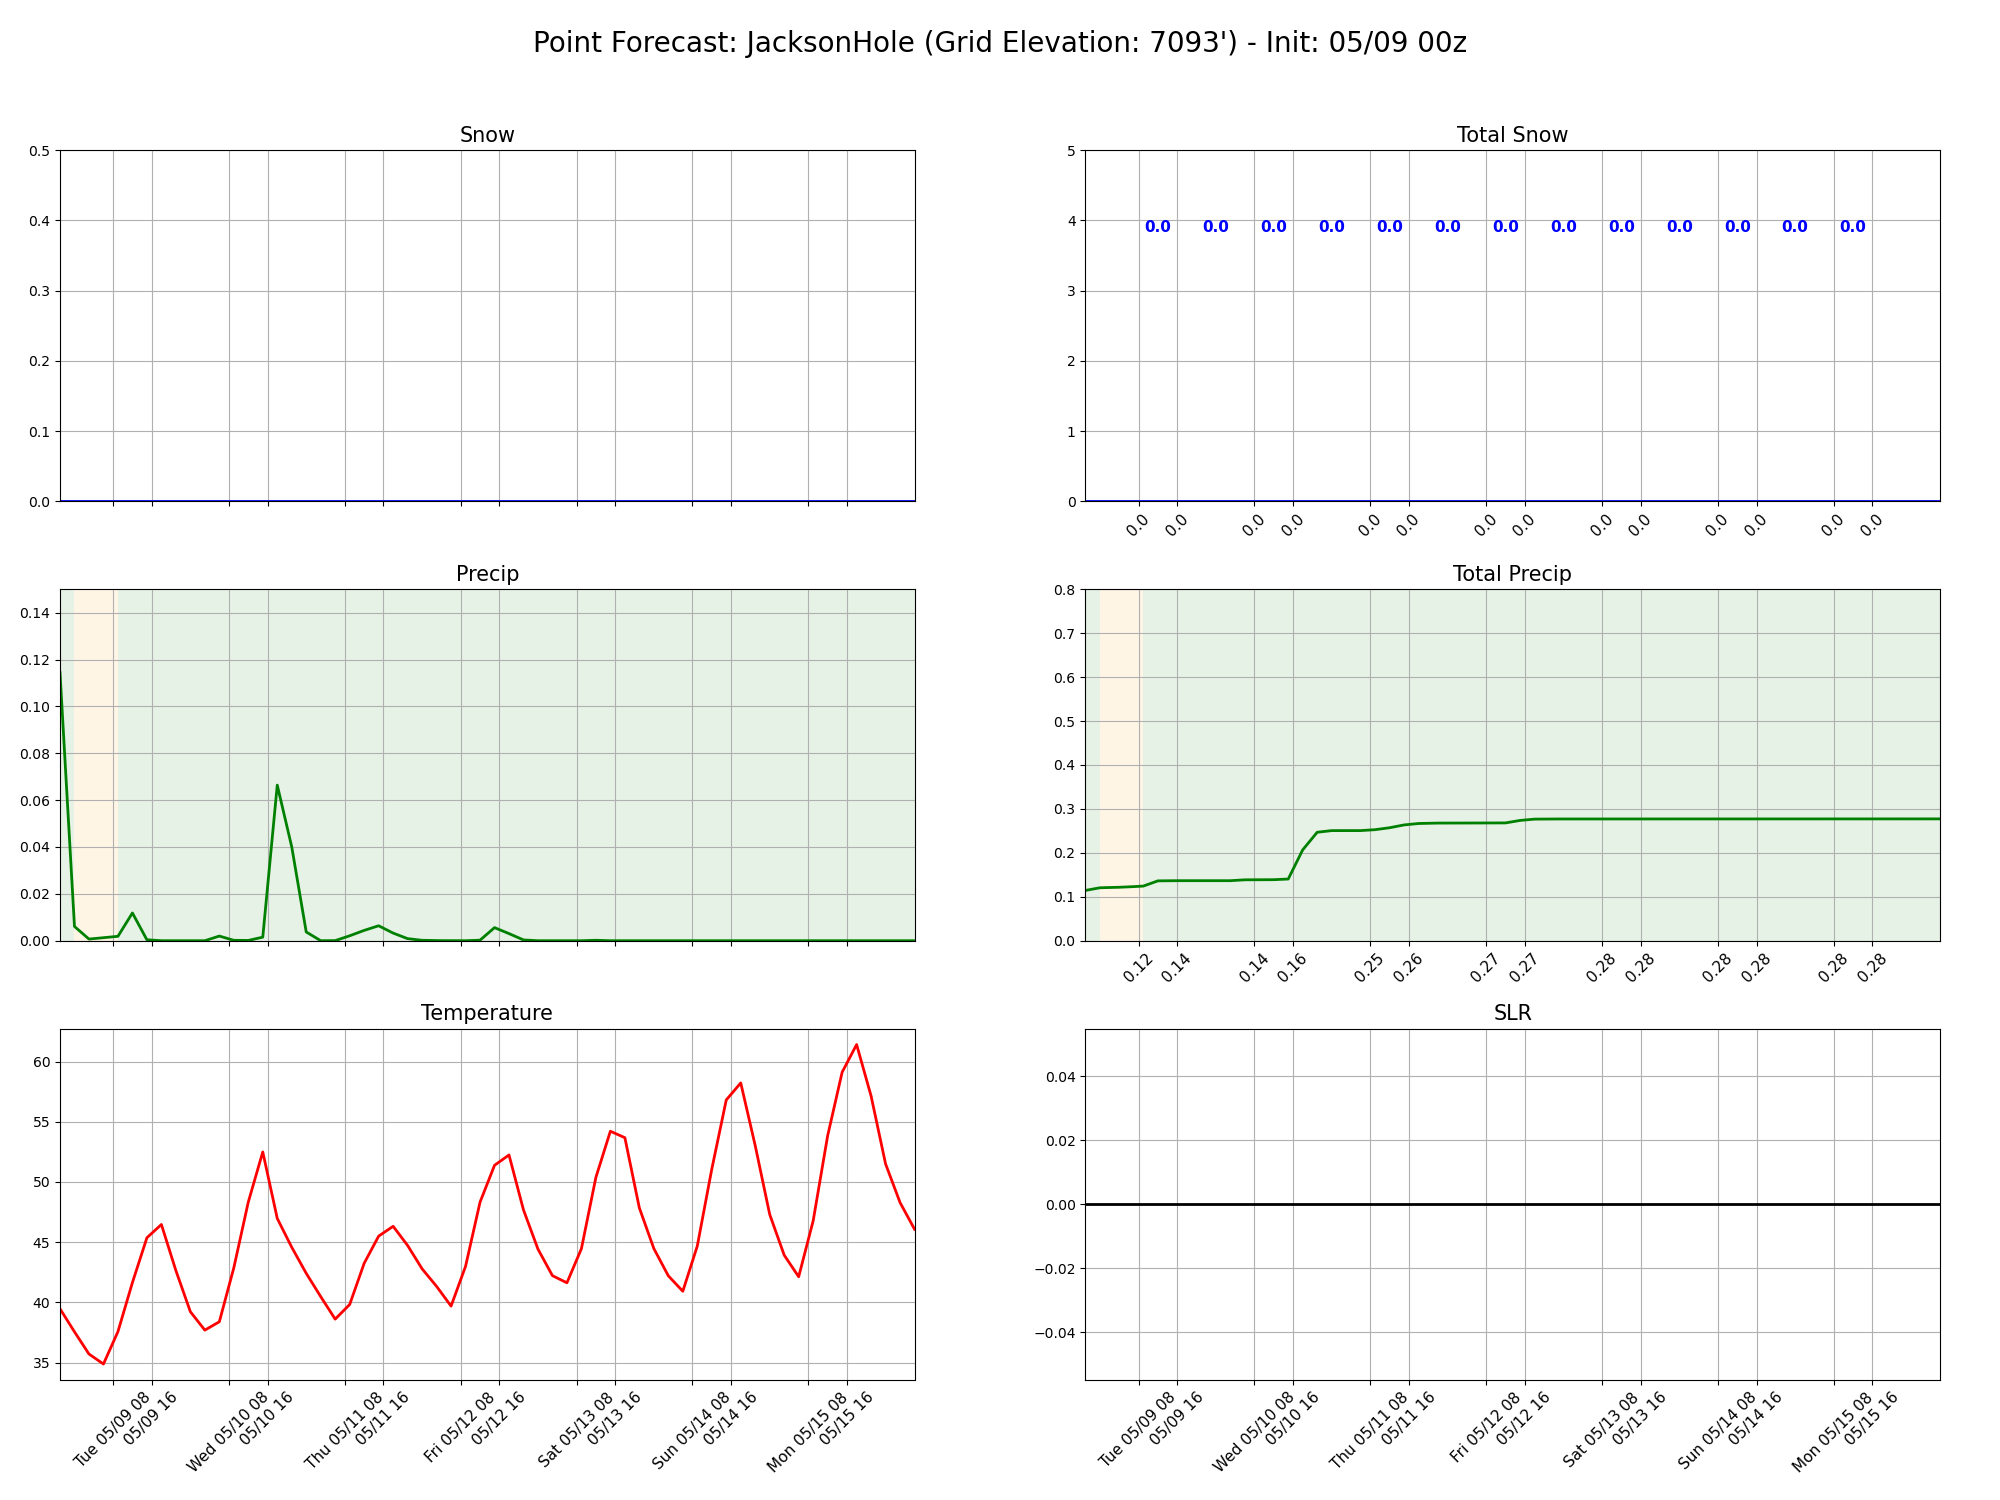 Point Forecast: JacksonHole (Grid Elevation: 7093') - Init: 05/09 00z
Snow
0.5
0.4
0.3
0.2
0.1
0.0
Total Snow
5
4
3
2
1
0
0.0 0.0 0.0 0.0 0.0 0.0 0.0 0.0 0.0 0.0 0.0 0.0 0.0
0.0 0.0 0.0 0.0 0.0 0.0 0.0 0.0 0.0 0.0 0.0 0.0 0.0 0.0
Precip
0.14
0.12
0.10
0.08
0.06
0.04
0.02
0.00
Total Precip
0.8
0.7
0.6
0.5
0.4
0.3
0.2
0.1
0.0
0.12 0.14 0.14 0.16 0.25 0.26 0.27 0.27 0.28 0.28 0.28 0.28 0.28 0.28
Temperature
60
55
50
45
40
35
Tue 05/09 08
05/09 16
Wed 05/10 08
05/10 16
Thu 05/11 08
05/11 16
Fri 05/12 08
05/12 16
Sat 05/13 08
05/13 16
Sun 05/14 08
05/14 16
Mon 05/15 08
05/15 16
SLR
0.04
0.02
0.00
−0.02
−0.04
Tue 05/09 08
05/09 16
Wed 05/10 08
05/10 16
Thu 05/11 08
05/11 16
Fri 05/12 08
05/12 16
Sat 05/13 08
05/13 16
Sun 05/14 08
05/14 16
Mon 05/15 08
05/15 16